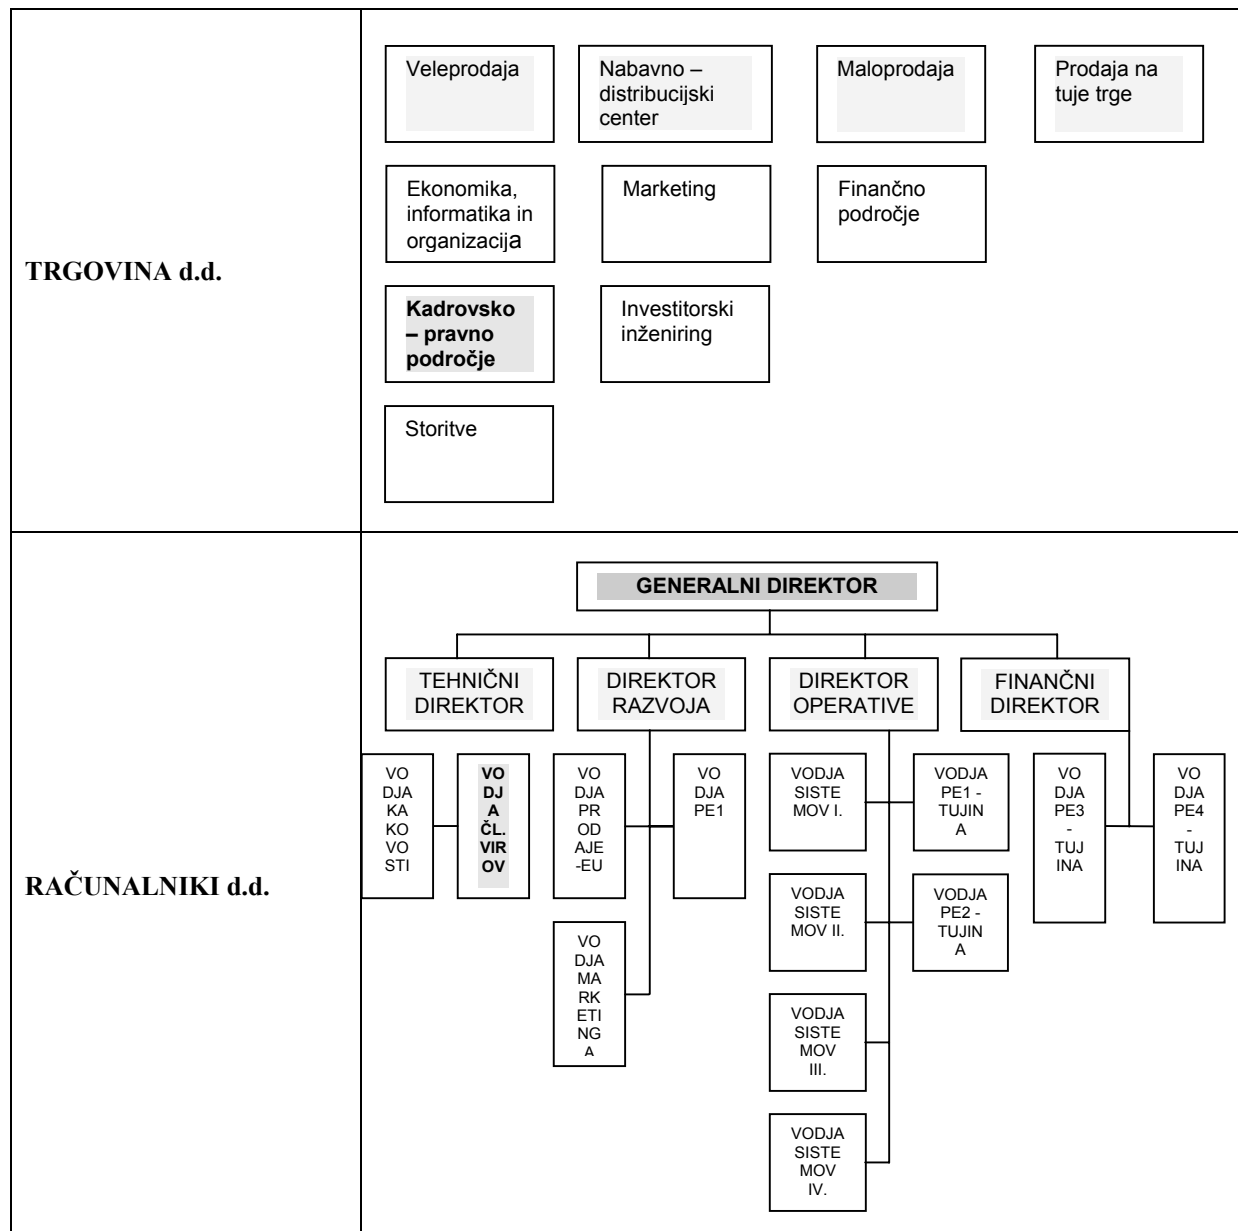 TRGOVINA d.d.
Veleprodaja
Nabavno –
distribucijski
center
Maloprodaja
Prodaja na
tuje trge
Ekonomika,
informatika in
organizacija
Marketing
Finančno
področje
Kadrovsko
– pravno
področje
Investitorski
inženiring
Storitve
RAČUNALNIKI d.d.
GENERALNI DIREKTOR
TEHNIČNI
DIREKTOR
DIREKTOR
RAZVOJA
DIREKTOR
OPERATIVE
FINANČNI
DIREKTOR
VO
DJA
KA
KO
VO
STI
VO
DJ
A
ČL.
VIR
OV
VO
DJA
PR
OD
AJE
-EU
VO
DJA
PE1
VODJA
SISTE
MOV I.
VODJA
PE1 -
TUJIN
A
VO
DJA
PE3
-
TUJ
INA
VO
DJA
PE4
-
TUJ
INA
VO
DJA
MA
RK
ETI
NG
A
VODJA
SISTE
MOV II.
VODJA
PE2 -
TUJIN
A
VODJA
SISTE
MOV
III.
VODJA
SISTE
MOV
IV.